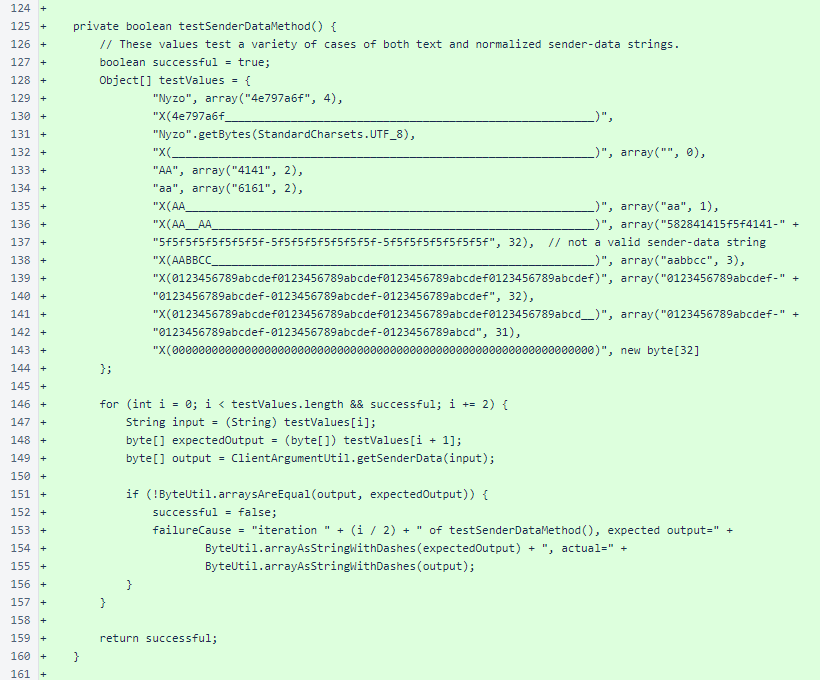 124 +
125 +     private boolean testSenderDataMethod() {
126 +         // These values test a variety of cases of both text and normalized sender-data strings.
127 +         boolean successful = true;
128 +         Object[] testValues = {
129 +                 "Nyzo", array("4e797a6f", 4),
130 +                 "X(4e797a6f________________________________________________________)",
131 +                 "Nyzo".getBytes(StandardCharsets.UTF_8),
132 +                 "X(________________________________________________________________)", array("", 0),
133 +                 "AA", array("4141", 2),
134 +                 "aa", array("6161", 2),
135 +                 "X(AA______________________________________________________________)", array("aa", 1),
136 +                 "X(AA__AA__________________________________________________________)", array("582841415f5f4141-" +
137 +                 "5f5f5f5f5f5f5f5f-5f5f5f5f5f5f5f5f-5f5f5f5f5f5f5f5f", 32),  // not a valid sender-data string
138 +                 "X(AABBCC__________________________________________________________)", array("aabbcc", 3),
139 +                 "X(0123456789abcdef0123456789abcdef0123456789abcdef0123456789abcdef)", array("0123456789abcdef-" +
140 +                 "0123456789abcdef-0123456789abcdef-0123456789abcdef", 32),
141 +                 "X(0123456789abcdef0123456789abcdef0123456789abcdef0123456789abcd__)", array("0123456789abcdef-" +
142 +                 "0123456789abcdef-0123456789abcdef-0123456789abcd", 31),
143 +                 "X(0000000000000000000000000000000000000000000000000000000000000000)", new byte[32]
144 +         };
145 +
146 +         for (int i = 0; i < testValues.length && successful; i += 2) {
147 +             String input = (String) testValues[i];
148 +             byte[] expectedOutput = (byte[]) testValues[i + 1];
149 +             byte[] output = ClientArgumentUtil.getSenderData(input);
150 +
151 +             if (!ByteUtil.arraysAreEqual(output, expectedOutput)) {
152 +                 successful = false;
153 +                 failureCause = "iteration " + (i / 2) + " of testSenderDataMethod(), expected output=" +
154 +                         ByteUtil.arrayAsStringWithDashes(expectedOutput) + ", actual=" +
155 +                         ByteUtil.arrayAsStringWithDashes(output);
156 +             }
157 +         }
158 +
159 +         return successful;
160 +     }
161 +